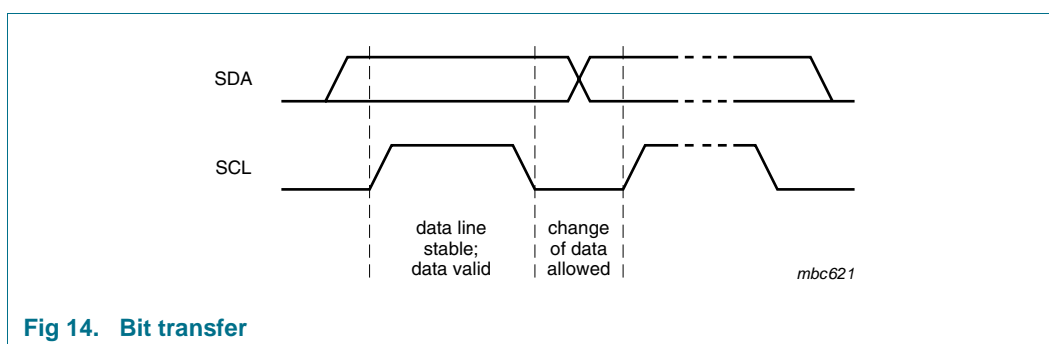 SDA
SCL
data line
stable;
data valid
change
of data
allowed
mbc621
Fig 14. Bit transfer